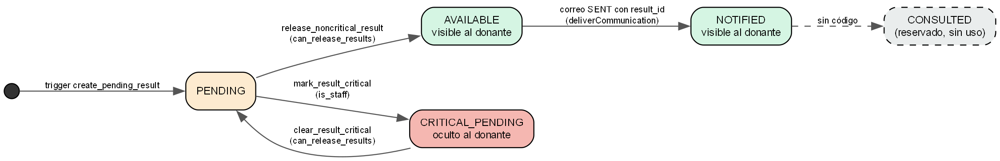 trigger create_pending_result
PENDING
release_noncritical_result
(can_release_results)
AVAILABLE
visible al donante
correo SENT con result_id
(deliverCommunication)
NOTIFIED
visible al donante
sin código
CONSULTED
(reservado, sin uso)
mark_result_critical
(is_staff)
CRITICAL_PENDING
oculto al donante
clear_result_critical
(can_release_results)